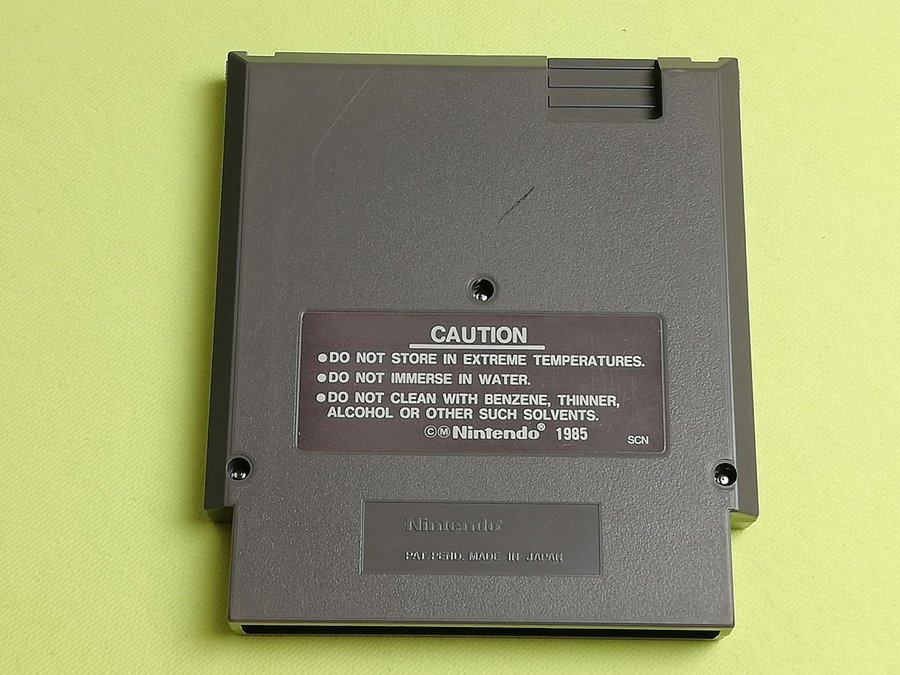 CAUTION
●DO NOT STORE IN EXTREME TEMPERATURES.
●DO NOT IMMERSE IN WATER.
●DO NOT CLEAN WITH BENZENE, THINNER,
ALCOHOL OR OTHER SUCH SOLVENTS.
©Ⓜ Nintendo® 1985 SCN
Nintendo®
PAT. PEND. MADE IN JAPAN